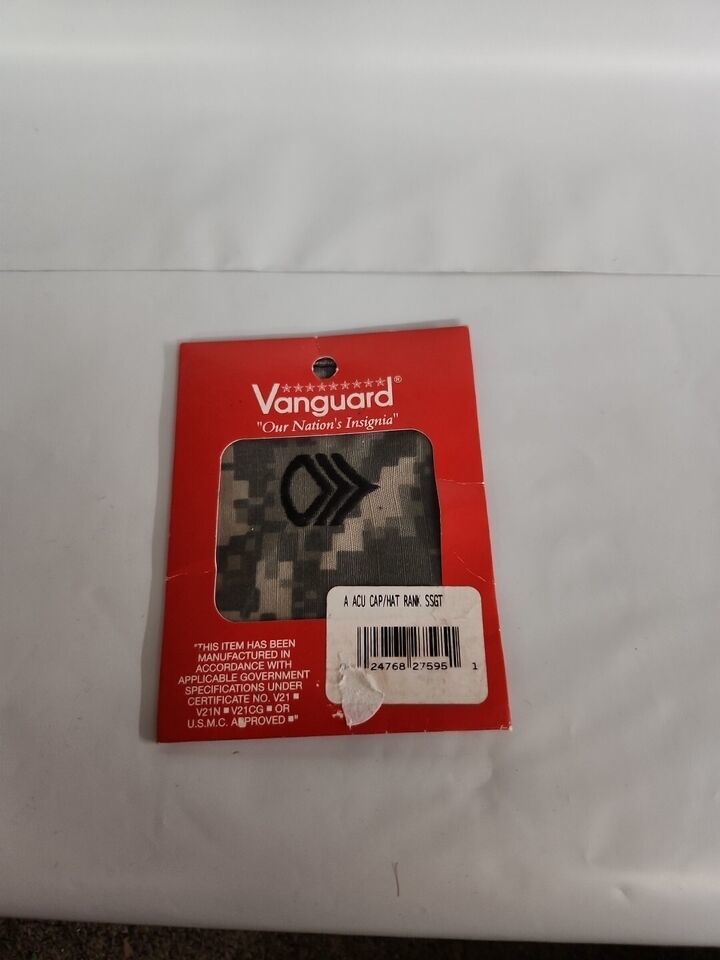 Vanguard®
"Our Nation's Insignia"
A ACU CAP/HAT RANK SSGT
24768 27595 1
"THIS ITEM HAS BEEN
MANUFACTURED IN
ACCORDANCE WITH
APPLICABLE GOVERNMENT
SPECIFICATIONS UNDER
CERTIFICATE NO. V21 ■
V21N ■ V21CG ■ OR
U.S.M.C. APPROVED ■"